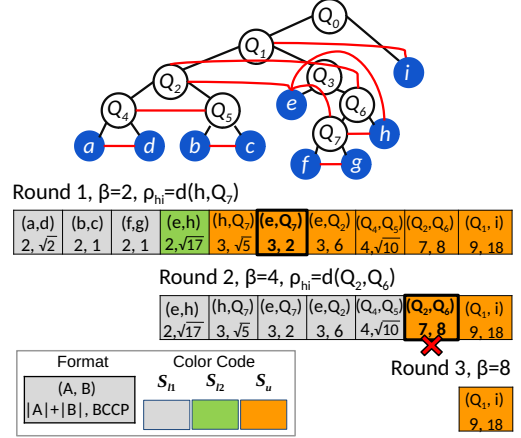 Q₀
Q₁
Q₂ Q₃ i
Q₄ Q₅ e Q₆
Q₇ h
a d b c
f g
Round 1, β=2, ρₕᵢ=d(h,Q₇)
(a,d) (b,c) (f,g) (e,h) (h,Q₇) (e,Q₇) (e,Q₂) (Q₄,Q₅) (Q₂,Q₆) (Q₁, i)
2, √2 2, 1 2, 1 2,√17 3, √5 3, 2 3, 6 4,√10 7, 8 9, 18
Round 2, β=4, ρₕᵢ=d(Q₂,Q₆)
(e,h) (h,Q₇) (e,Q₇) (e,Q₂) (Q₄,Q₅) (Q₂,Q₆) (Q₁, i)
2,√17 3, √5 3, 2 3, 6 4,√10 7, 8 9, 18
Round 3, β=8
(Q₁, i)
9, 18
Format Color Code
(A, B)
|A|+|B|, BCCP
Sₗ₁ Sₗ₂ Sᵤ